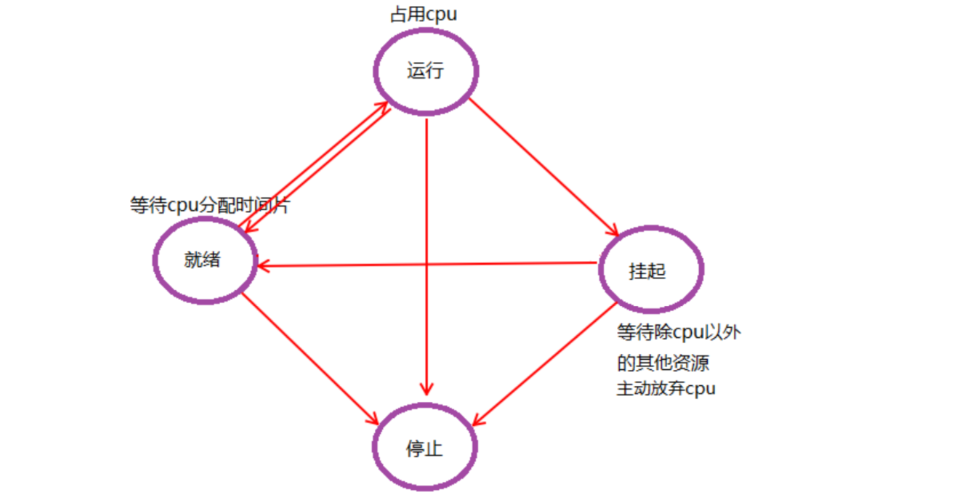 占用cpu
运行
等待cpu分配时间片
就绪
挂起
等待除cpu以外
的其他资源
主动放弃cpu
停止